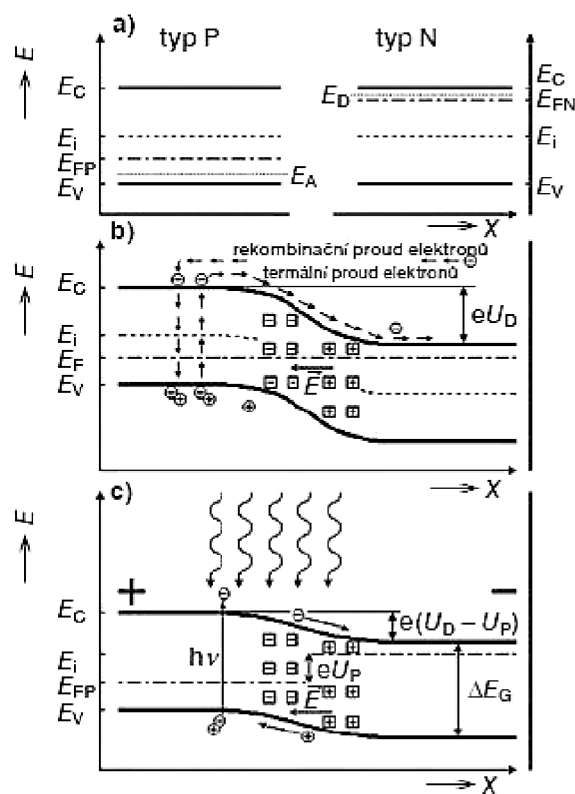 a) typ P typ N
E
E_C E_C
E_D E_FN
E_i E_i
E_FP
E_A
E_V E_V
X
b) rekombinační proud elektronů
E
termální proud elektronů
E_C
eU_D
E_i
E_F
E
E_V
X
c)
E
+ −
E_C
e(U_D – U_P)
E_i
hν eU_P
E_FP ΔE_G
E
E_V
X